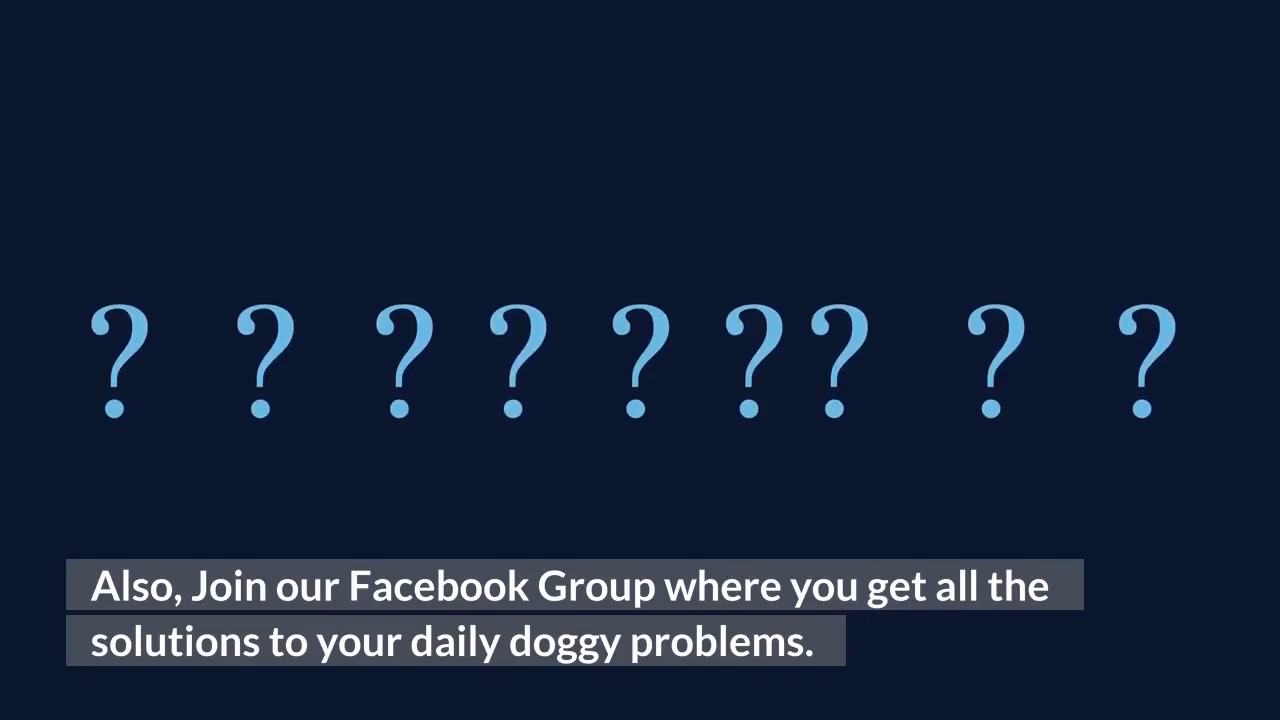 ? ? ? ? ? ? ? ? ?
Also, Join our Facebook Group where you get all the
solutions to your daily doggy problems.